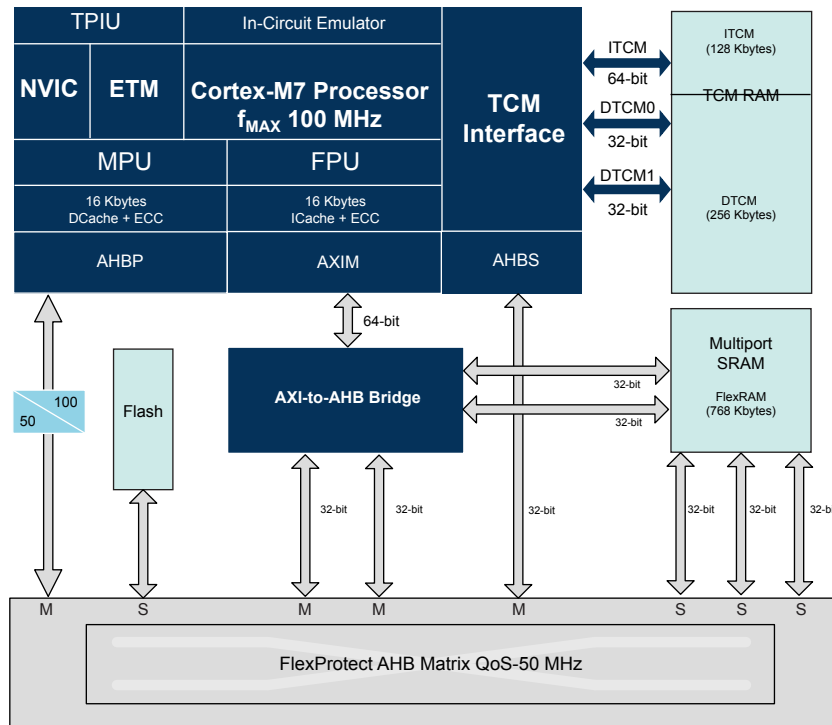 TPIU
In-Circuit Emulator
NVIC
ETM
Cortex-M7 Processor
fMAX 100 MHz
TCM
Interface
MPU
FPU
16 Kbytes
DCache + ECC
16 Kbytes
ICache + ECC
AHBP
AXIM
AHBS
ITCM
64-bit
DTCM0
32-bit
DTCM1
32-bit
ITCM
(128 Kbytes)
TCM RAM
DTCM
(256 Kbytes)
64-bit
100
50
Flash
AXI-to-AHB Bridge
32-bit
32-bit
Multiport
SRAM
FlexRAM
(768 Kbytes)
32-bit
32-bit
32-bit
32-bit
32-bit
32-bit
M
S
M
M
M
S
S
S
FlexProtect AHB Matrix QoS-50 MHz